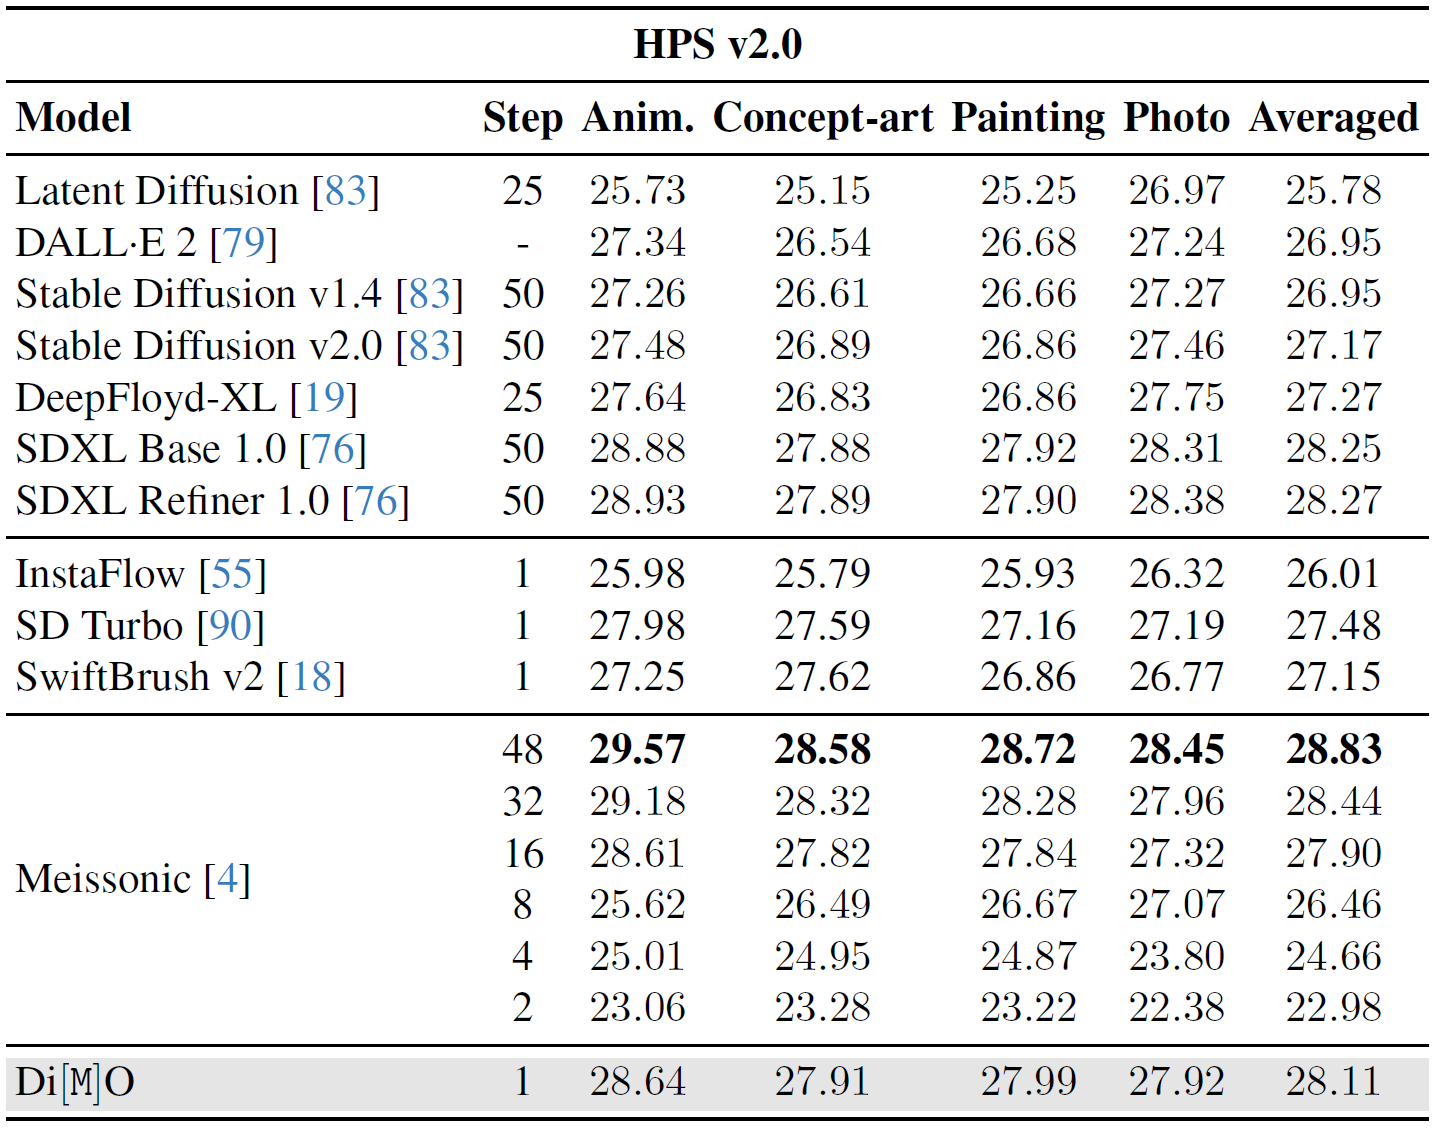 HPS v2.0
Model Step Anim. Concept-art Painting Photo Averaged
Latent Diffusion [83] 25 25.73 25.15 25.25 26.97 25.78
DALL·E 2 [79] - 27.34 26.54 26.68 27.24 26.95
Stable Diffusion v1.4 [83] 50 27.26 26.61 26.66 27.27 26.95
Stable Diffusion v2.0 [83] 50 27.48 26.89 26.86 27.46 27.17
DeepFloyd-XL [19] 25 27.64 26.83 26.86 27.75 27.27
SDXL Base 1.0 [76] 50 28.88 27.88 27.92 28.31 28.25
SDXL Refiner 1.0 [76] 50 28.93 27.89 27.90 28.38 28.27
InstaFlow [55] 1 25.98 25.79 25.93 26.32 26.01
SD Turbo [90] 1 27.98 27.59 27.16 27.19 27.48
SwiftBrush v2 [18] 1 27.25 27.62 26.86 26.77 27.15
48 29.57 28.58 28.72 28.45 28.83
32 29.18 28.32 28.28 27.96 28.44
16 28.61 27.82 27.84 27.32 27.90
Meissonic [4]
8 25.62 26.49 26.67 27.07 26.46
4 25.01 24.95 24.87 23.80 24.66
2 23.06 23.28 23.22 22.38 22.98
Di[M]O 1 28.64 27.91 27.99 27.92 28.11